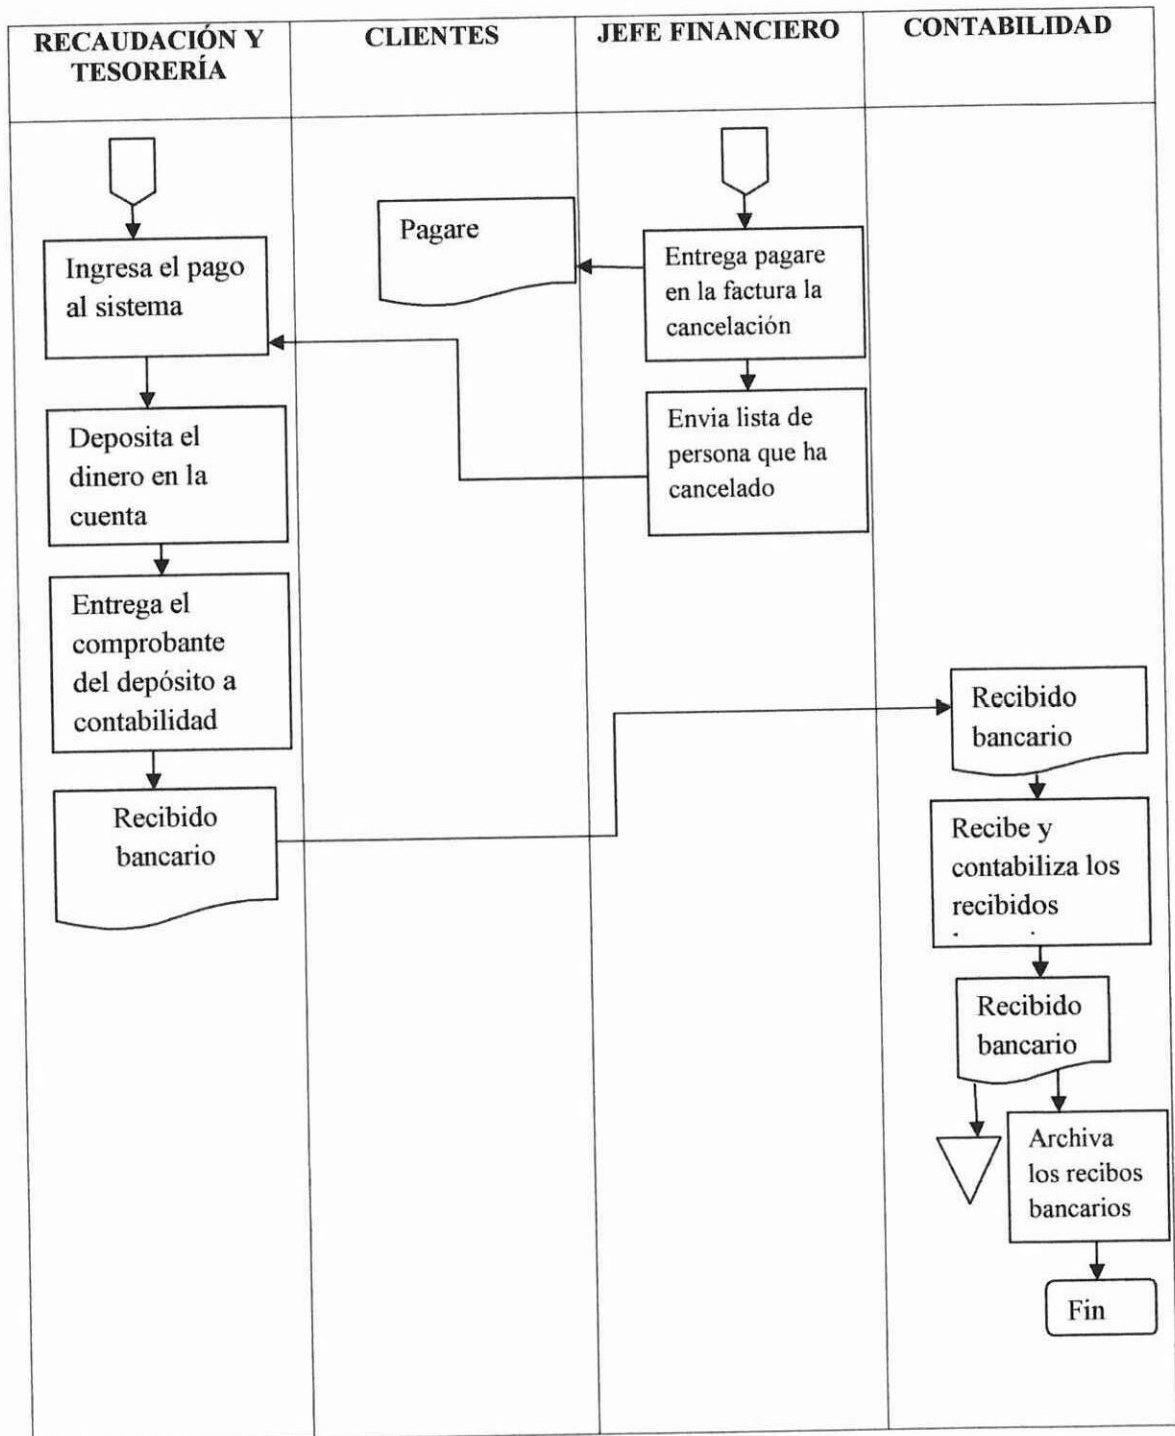 RECAUDACIÓN Y
TESORERÍA
CLIENTES
JEFE FINANCIERO
CONTABILIDAD
Ingresa el pago
al sistema
Deposita el
dinero en la
cuenta
Entrega el
comprobante
del depósito a
contabilidad
Recibido
bancario
Pagare
Entrega pagare
en la factura la
cancelación
Envia lista de
persona que ha
cancelado
Recibido
bancario
Recibe y
contabiliza los
recibidos
Recibido
bancario
Archiva
los recibos
bancarios
Fin